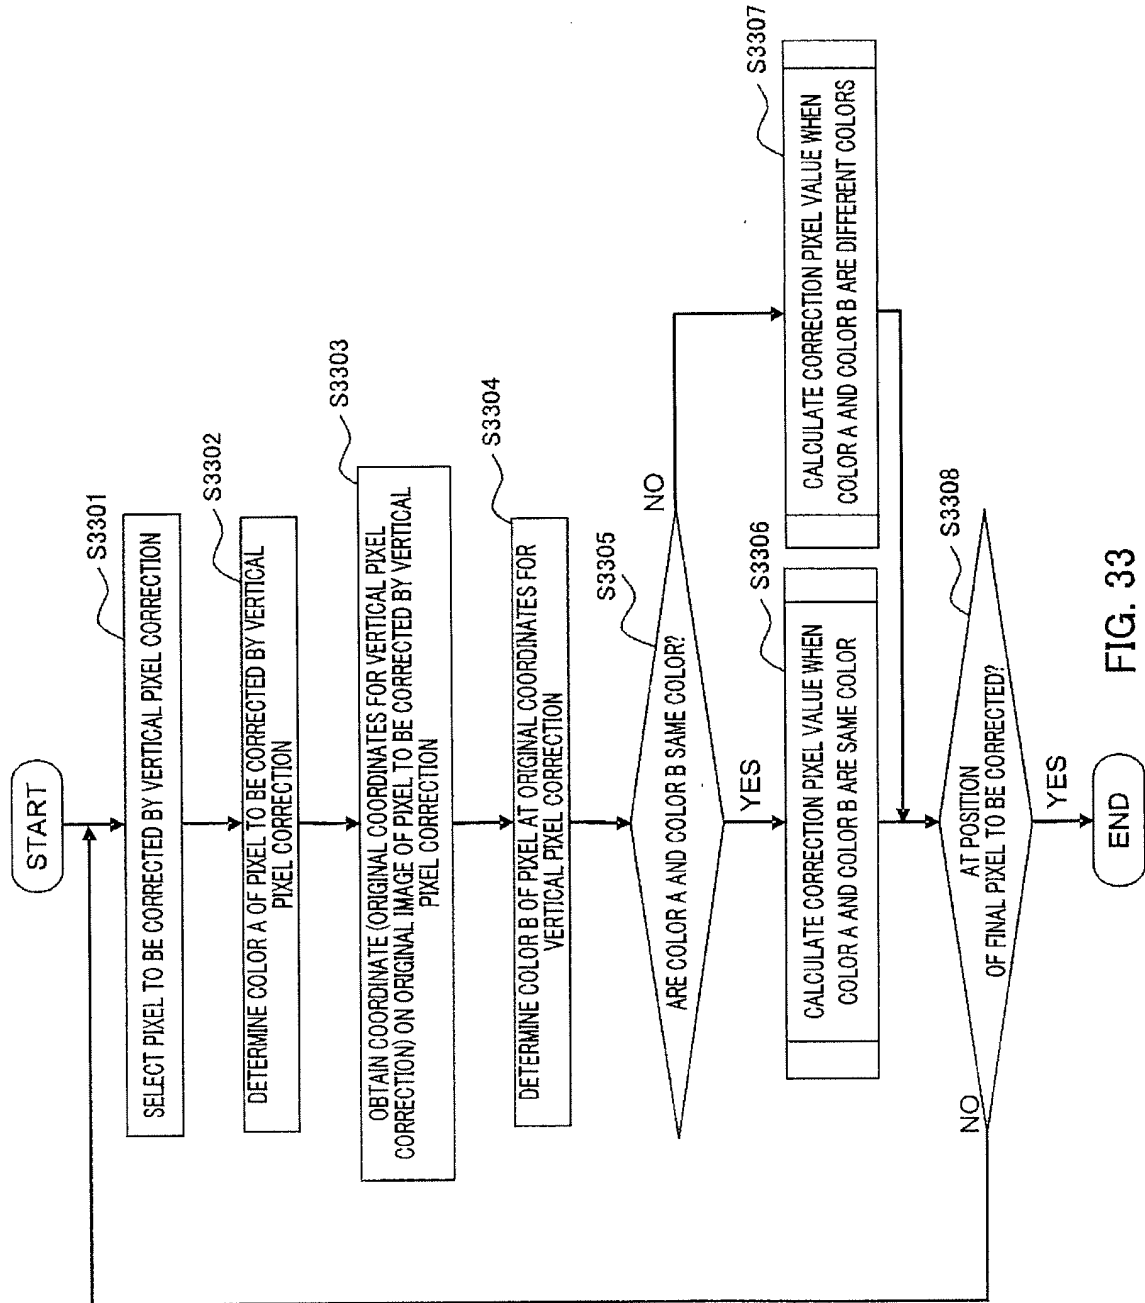 START
S3301
SELECT PIXEL TO BE CORRECTED BY VERTICAL PIXEL CORRECTION
S3302
DETERMINE COLOR A OF PIXEL TO BE CORRECTED BY VERTICAL
PIXEL CORRECTION
S3303
OBTAIN COORDINATE (ORIGINAL COORDINATES FOR VERTICAL PIXEL
CORRECTION) ON ORIGINAL IMAGE OF PIXEL TO BE CORRECTED BY VERTICAL
PIXEL CORRECTION
S3304
DETERMINE COLOR B OF PIXEL AT ORIGINAL COORDINATES FOR
VERTICAL PIXEL CORRECTION
S3305
ARE COLOR A AND COLOR B SAME COLOR?
NO
YES
S3306
CALCULATE CORRECTION PIXEL VALUE WHEN
COLOR A AND COLOR B ARE SAME COLOR
S3307
CALCULATE CORRECTION PIXEL VALUE WHEN
COLOR A AND COLOR B ARE DIFFERENT COLORS
S3308
AT POSITION
OF FINAL PIXEL TO BE CORRECTED?
NO
YES
END
FIG. 33